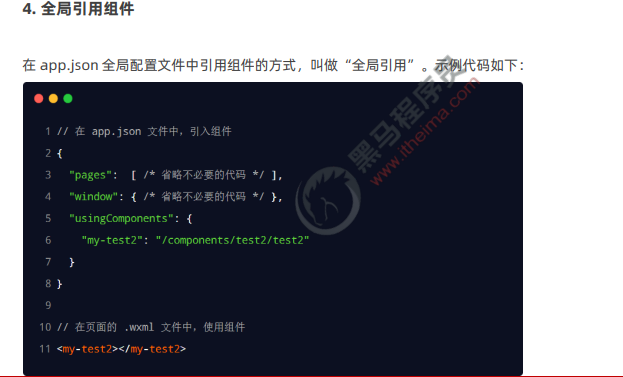 4. 全局引用组件
在 app.json 全局配置文件中引用组件的方式，叫做“全局引用”。示例代码如下：
1 // 在 app.json 文件中，引入组件
2 {
3   "pages":  [ /* 省略不必要的代码 */ ],
4   "window": { /* 省略不必要的代码 */ },
5   "usingComponents": {
6     "my-test2": "/components/test2/test2"
7   }
8 }
9
10 // 在页面的 .wxml 文件中，使用组件
11 <my-test2></my-test2>
黑马程序员
www.itheima.com